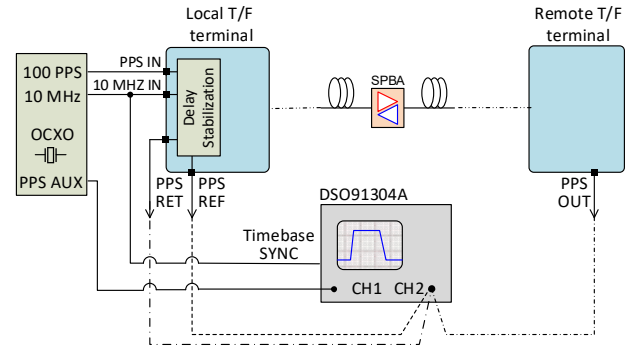 Local T/F
terminal
Remote T/F
terminal
100 PPS
10 MHz
OCXO
PPS AUX
PPS IN
10 MHZ IN
Delay
Stabilization
SPBA
PPS
RET
PPS
REF
PPS
OUT
DSO91304A
Timebase
SYNC
CH1 CH2